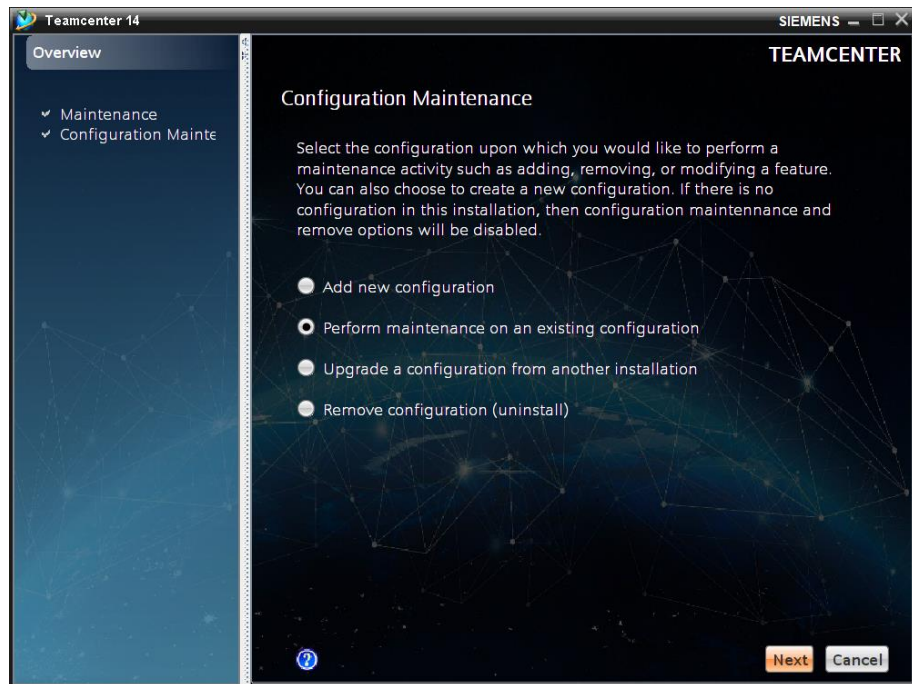 Teamcenter 14
SIEMENS
Overview
TEAMCENTER
Maintenance
Configuration Mainte
Configuration Maintenance
Select the configuration upon which you would like to perform a
maintenance activity such as adding, removing, or modifying a feature.
You can also choose to create a new configuration. If there is no
configuration in this installation, then configuration maintennance and
remove options will be disabled.
Add new configuration
Perform maintenance on an existing configuration
Upgrade a configuration from another installation
Remove configuration (uninstall)
?
Next
Cancel